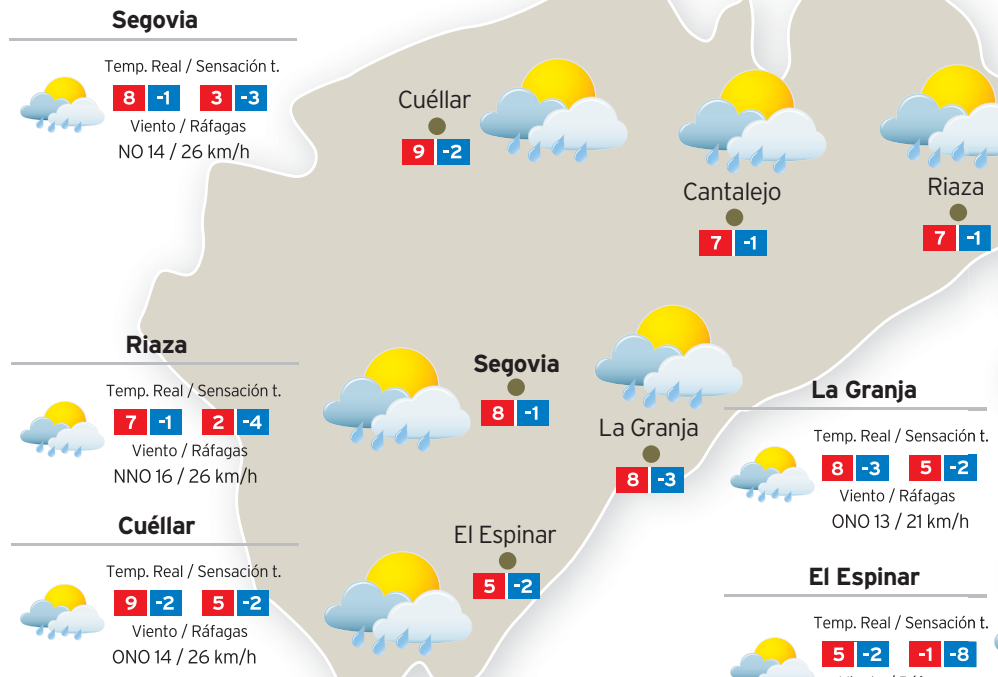 Segovia
Temp. Real / Sensación t.
8 -1 3 -3
Viento / Ráfagas
NO 14 / 26 km/h
Cuéllar
9 -2
Cantalejo
7 -1
Riaza
7 -1
Riaza
Temp. Real / Sensación t.
7 -1 2 -4
Viento / Ráfagas
NNO 16 / 26 km/h
Segovia
8 -1
La Granja
8 -3
La Granja
Temp. Real / Sensación t.
8 -3 5 -2
Viento / Ráfagas
ONO 13 / 21 km/h
Cuéllar
Temp. Real / Sensación t.
9 -2 5 -2
Viento / Ráfagas
ONO 14 / 26 km/h
El Espinar
5 -2
El Espinar
Temp. Real / Sensación t.
5 -2 -1 -8